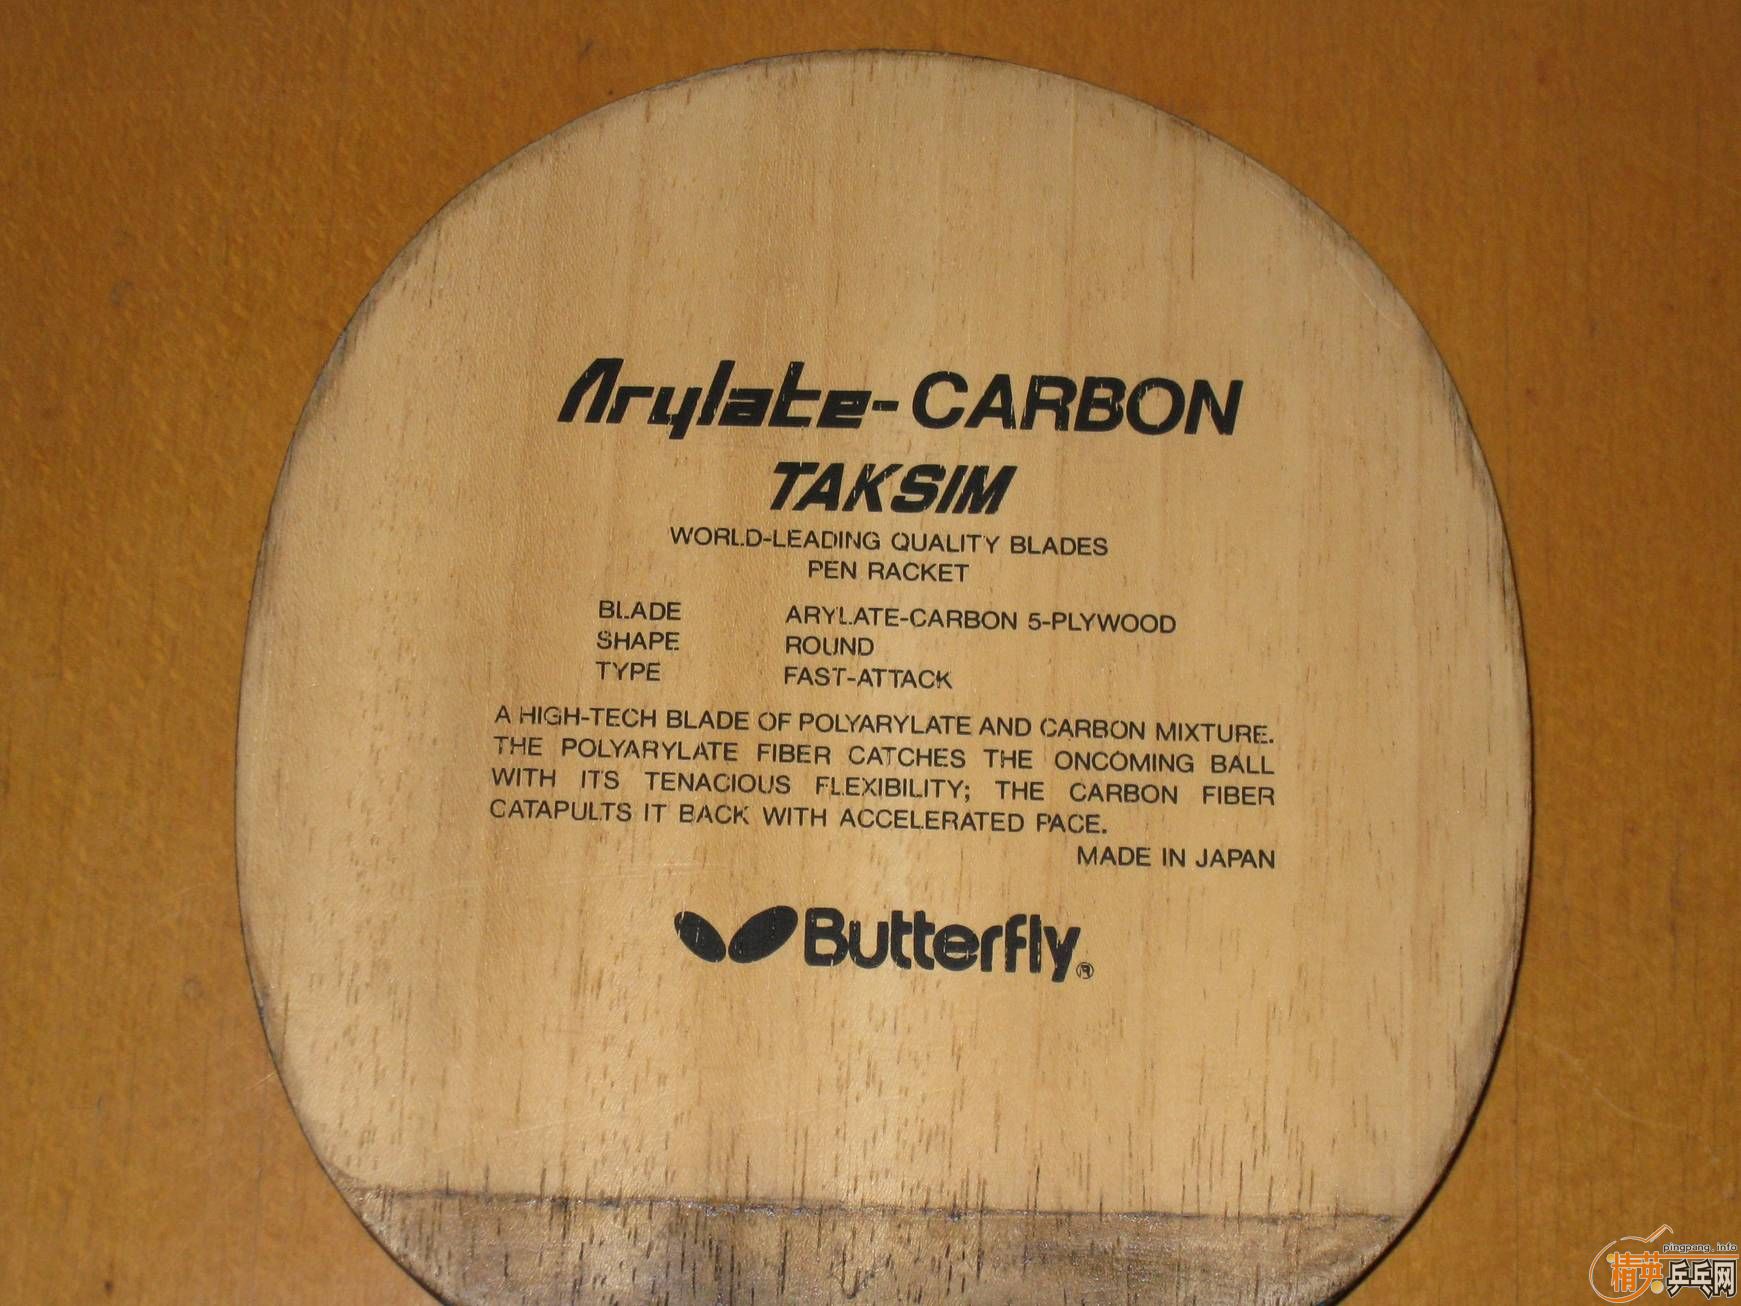 Arylate-CARBON
TAKSIM
WORLD-LEADING QUALITY BLADES
PEN RACKET
BLADE ARYLATE-CARBON 5-PLYWOOD
SHAPE ROUND
TYPE FAST-ATTACK
A HIGH-TECH BLADE OF POLYARYLATE AND CARBON MIXTURE.
THE POLYARYLATE FIBER CATCHES THE ONCOMING BALL
WITH ITS TENACIOUS FLEXIBILITY; THE CARBON FIBER
CATAPULTS IT BACK WITH ACCELERATED PACE.
MADE IN JAPAN
Butterfly®
pingpang.info
精英乒乓网